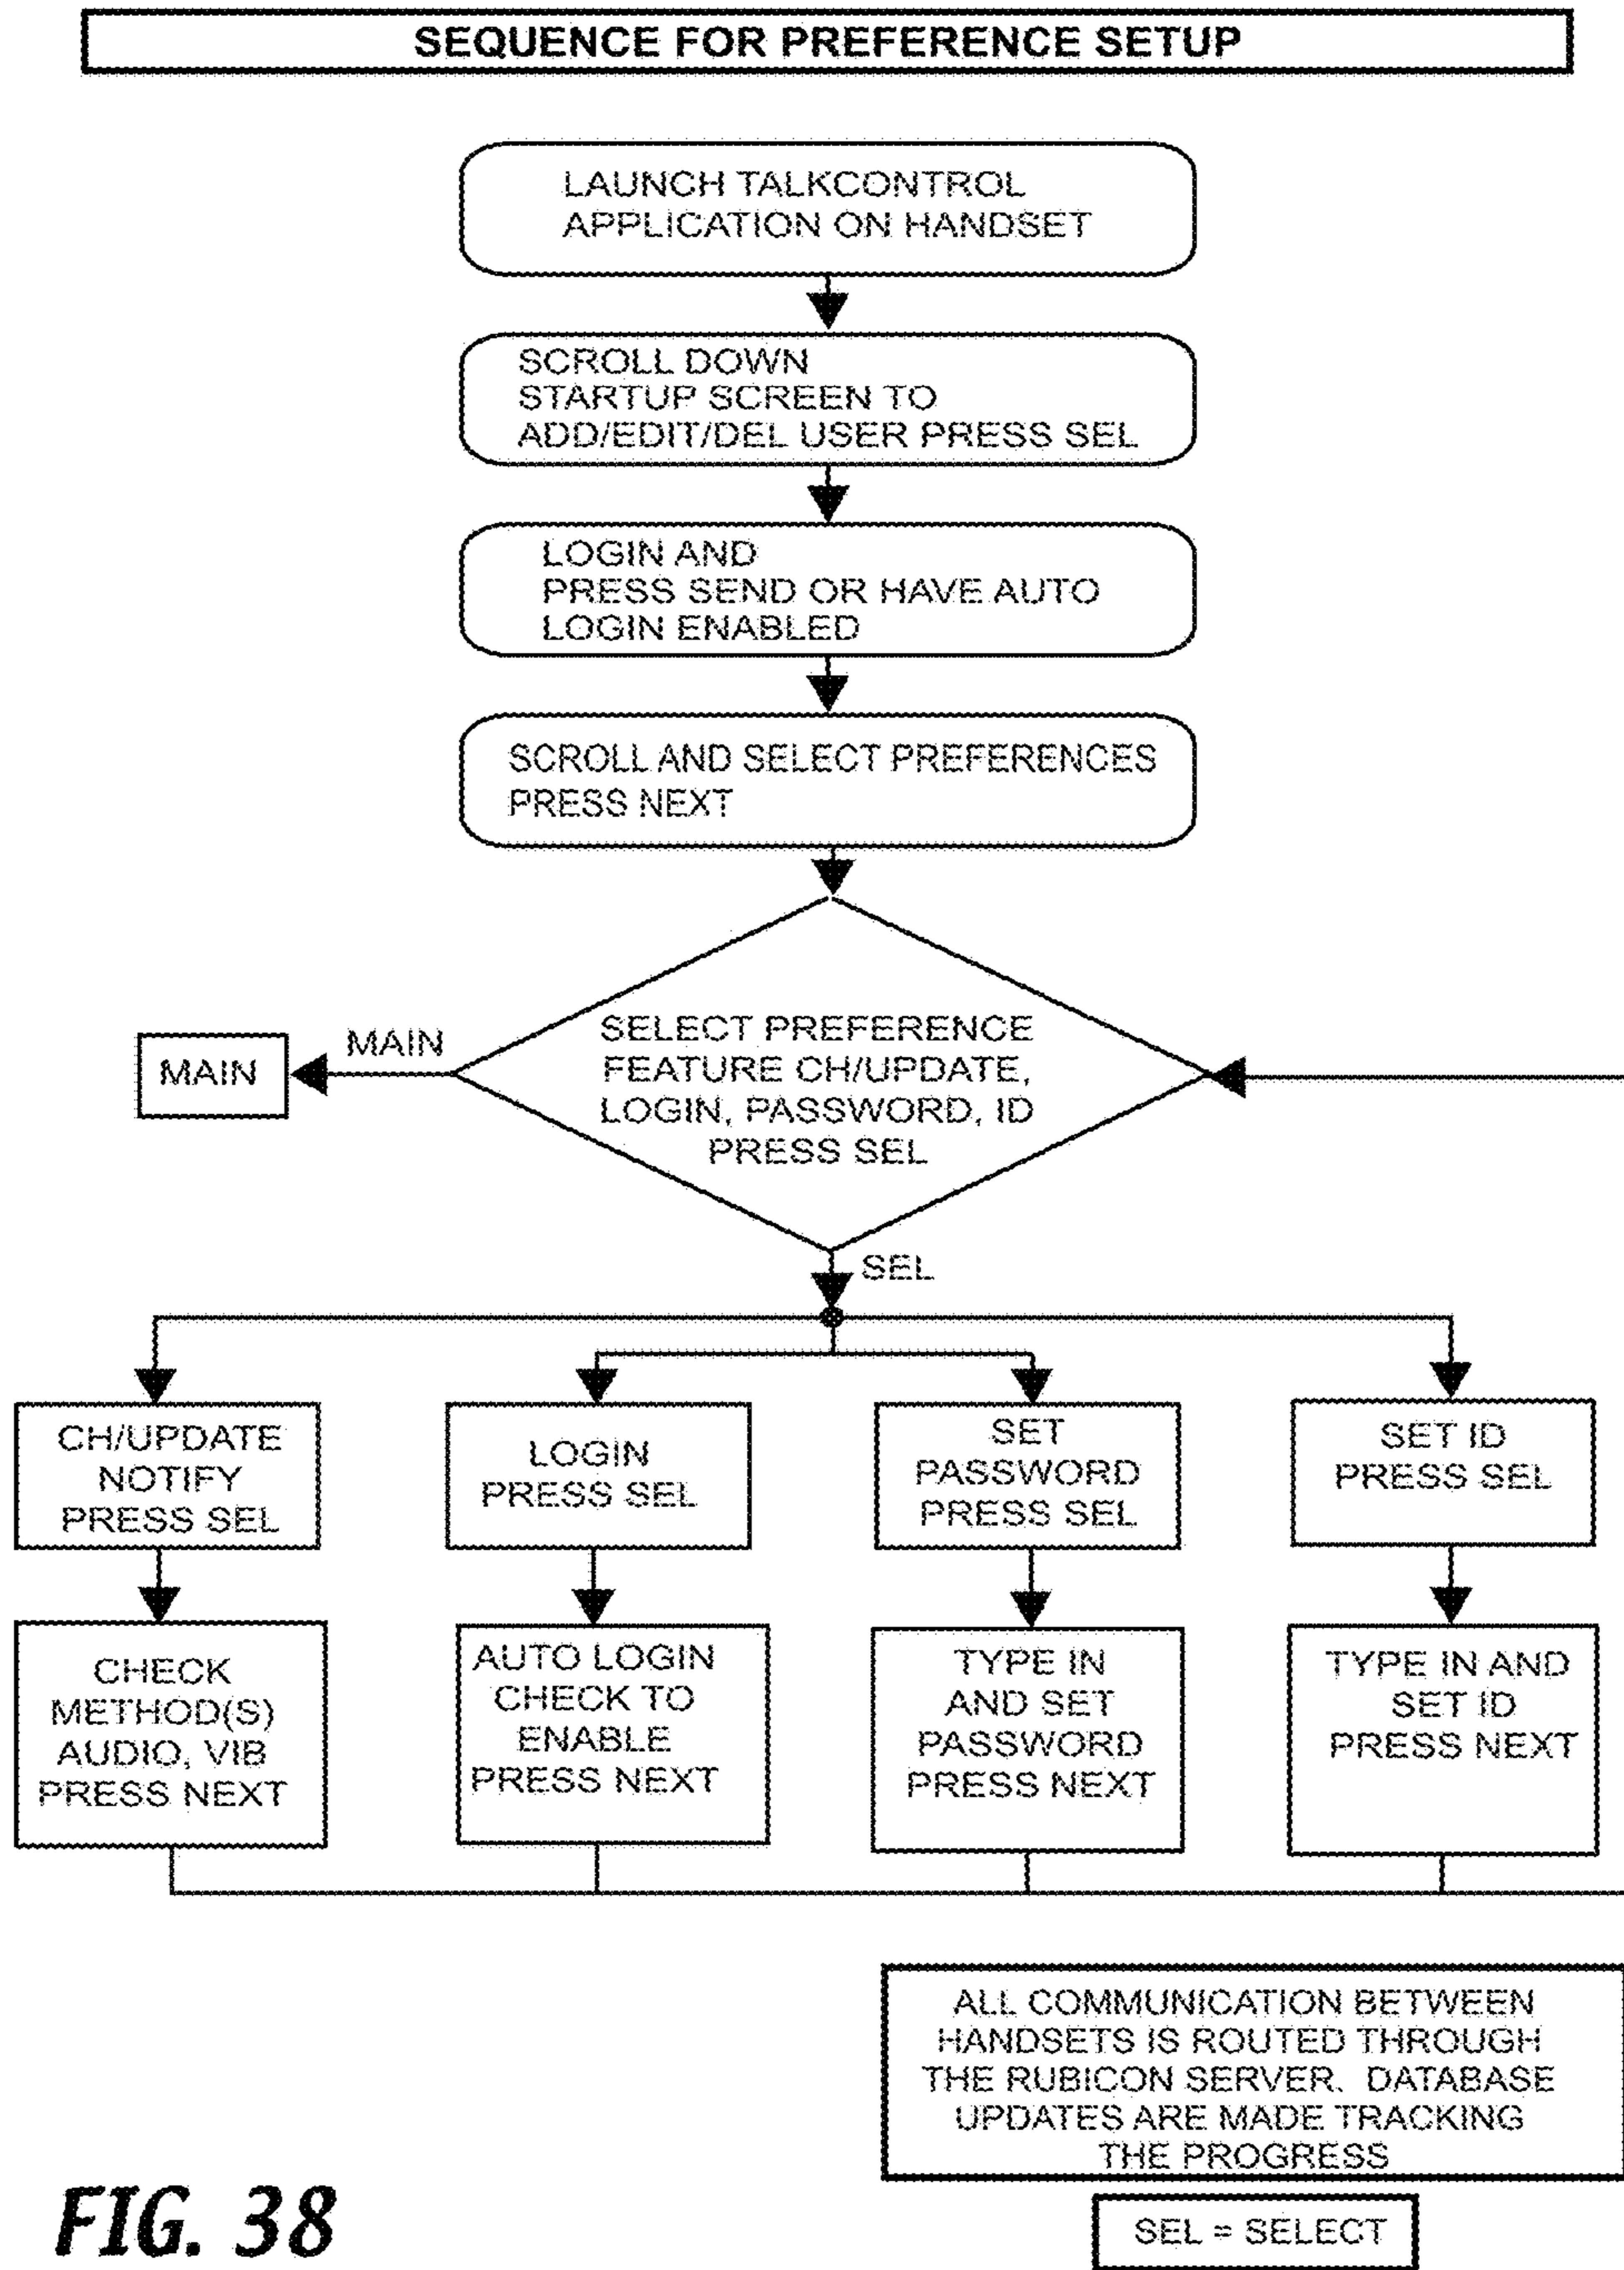 SEQUENCE FOR PREFERENCE SETUP
LAUNCH TALKCONTROL
APPLICATION ON HANDSET
SCROLL DOWN
STARTUP SCREEN TO
ADD/EDIT/DEL USER PRESS SEL
LOGIN AND
PRESS SEND OR HAVE AUTO
LOGIN ENABLED
SCROLL AND SELECT PREFERENCES
PRESS NEXT
MAIN
MAIN
SELECT PREFERENCE
FEATURE CH/UPDATE,
LOGIN, PASSWORD, ID
PRESS SEL
SEL
CH/UPDATE
NOTIFY
PRESS SEL
LOGIN
PRESS SEL
SET
PASSWORD
PRESS SEL
SET ID
PRESS SEL
CHECK
METHOD(S)
AUDIO, VIB
PRESS NEXT
AUTO LOGIN
CHECK TO
ENABLE
PRESS NEXT
TYPE IN
AND SET
PASSWORD
PRESS NEXT
TYPE IN AND
SET ID
PRESS NEXT
ALL COMMUNICATION BETWEEN
HANDSETS IS ROUTED THROUGH
THE RUBICON SERVER. DATABASE
UPDATES ARE MADE TRACKING
THE PROGRESS
SEL = SELECT
FIG. 38